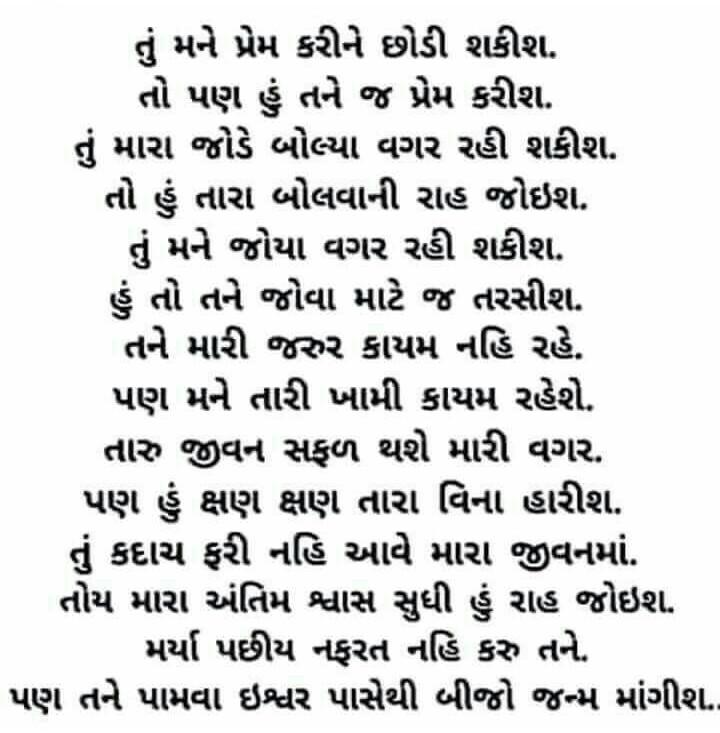 તું મને પ્રેમ કરીને છોડી શકીશ.
તો પણ હું તને જ પ્રેમ કરીશ.
તું મારા જોડે બોલ્યા વગર રહી શકીશ.
તો હું તારા બોલવાની રાહ જોઇશ.
તું મને જોયા વગર રહી શકીશ.
હું તો તને જોવા માટે જ તરસીશ.
તને મારી જરુર કાયમ નહિ રહે.
પણ મને તારી ખામી કાયમ રહેશે.
તારુ જીવન સફળ થશે મારી વગર.
પણ હું ક્ષણ ક્ષણ તારા વિના હારીશ.
તું કદાચ ફરી નહિ આવે મારા જીવનમાં.
તોય મારા અંતિમ શ્વાસ સુધી હું રાહ જોઇશ.
મર્યા પછીય નફરત નહિ કરુ તને.
પણ તને પામવા ઇશ્વર પાસેથી બીજો જન્મ માંગીશ..